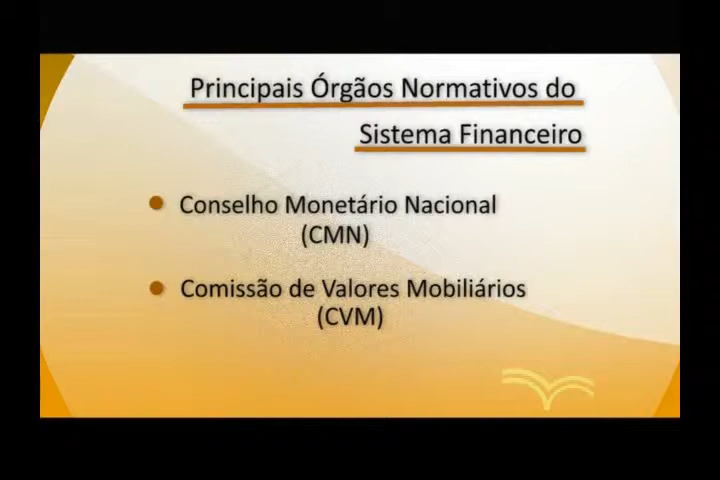 Principais Órgãos Normativos do
Sistema Financeiro
Conselho Monetário Nacional
(CMN)
Comissão de Valores Mobiliários
(CVM)